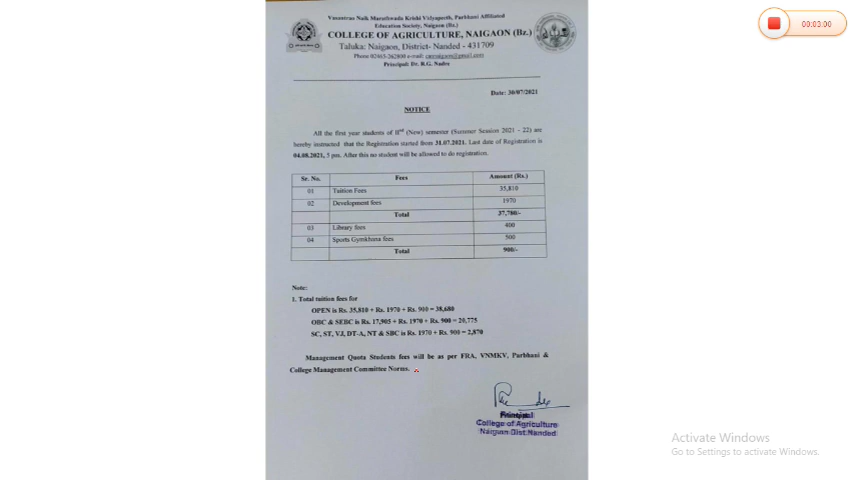 00:03:00
Vasantrao Naik Marathwada Krishi Vidyapeeth, Parbhani Affiliated
Education Society, Naigaon (Bz.)
COLLEGE OF AGRICULTURE, NAIGAON (Bz.)
Taluka: Naigaon, District- Nanded - 431709
Phone 02465-262800 e-mail: canvaigaon@gmail.com
Principal: Dr. B.G. Nadre
Date: 30/07/2021
NOTICE
All the first year students of IInd (New) semester (Summer Session 2021 - 22) are
hereby instructed that the Registration started from 31.07.2021. Last date of Registration is
04.08.2021, 5 pm. After this no student will be allowed to do registration.
Sr. No. Fees Amount (Rs.)
01 Tuition Fees 35,810
02 Development fees 1970
Total 37,780/-
03 Library fees 400
04 Sports Gymkhana fees 500
Total 900/-
Note:
1. Total tuition fees for
OPEN is Rs. 35,810 + Rs. 1970 + Rs. 900 = 38,680
OBC & SEBC is Rs. 17,905 + Rs. 1970 + Rs. 900 = 20,775
SC, ST, VJ, DT-A, NT & SBC is Rs. 1970 + Rs. 900 = 2,870
Management Quota Students fees will be as per FRA, VNMKV, Parbhani &
College Management Committee Norms.
Principal
College of Agriculture
Naigaon Dist.Nanded
Activate Windows
Go to Settings to activate Windows.